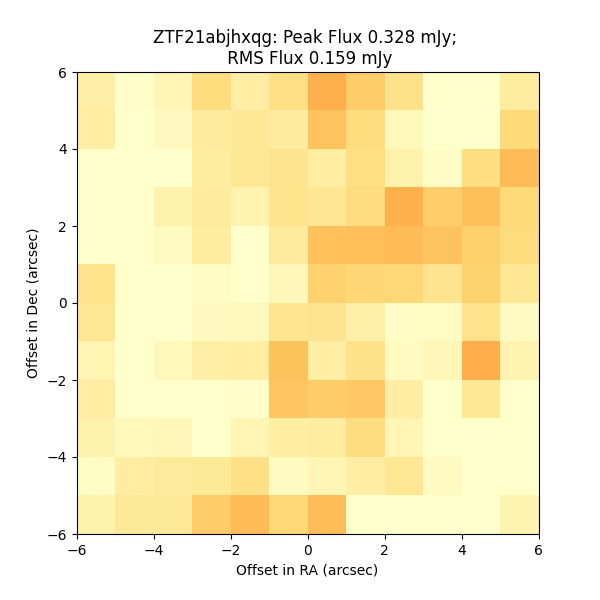 ZTF21abjhxqg: Peak Flux 0.328 mJy;
RMS Flux 0.159 mJy
6
4
2
0
−2
−4
−6
Offset in Dec (arcsec)
−6 −4 −2 0 2 4 6
Offset in RA (arcsec)